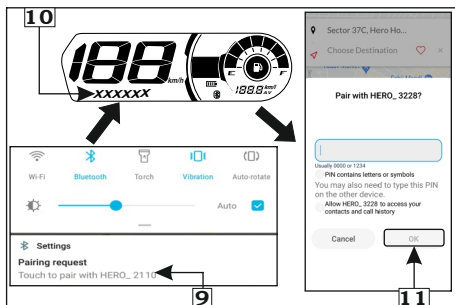 10
188
km/h
XXXXXX
E
F
188.8 km/l
AV
Wi-Fi
Bluetooth
Torch
Vibration
Auto-rotate
Auto
Settings
Pairing request
Touch to pair with HERO_ 2110
9
Sector 37C, Hero Ho...
Choose Destination
×
Pair with HERO_ 3228?
Usually 0000 or 1234
PIN contains letters or symbols
You may also need to type this PIN
on the other device.
Allow HERO_ 3228 to access your
contacts and call history
Cancel
OK
11